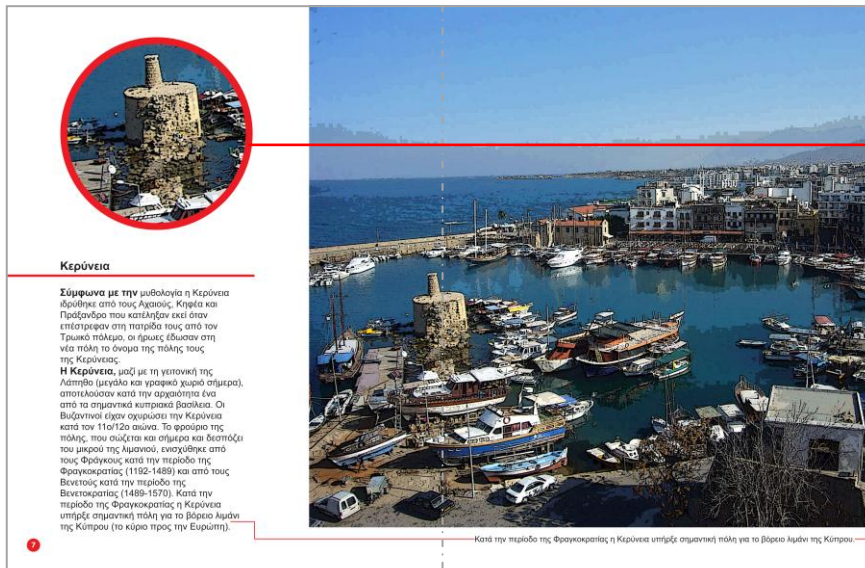 Κερύνεια
Σύμφωνα με την μυθολογία η Κερύνεια
ιδρύθηκε από τους Αχαιούς, Κηφέα και
Πράξανδρο που κατέληξαν εκεί όταν
επέστρεφαν στη πατρίδα τους από τον
Τρωικό πόλεμο, οι ήρωες έδωσαν στη
νέα πόλη το όνομα της πόλης τους
της Κερύνειας.
Η Κερύνεια, μαζί με τη γειτονική της
Λάπηθο (μεγάλο και γραφικό χωριό σήμερα),
αποτελούσαν κατά την αρχαιότητα ένα
από τα σημαντικά κυπριακά βασίλεια. Οι
Βυζαντινοί είχαν οχυρώσει την Κερύνεια
κατά τον 11ο/12ο αιώνα. Το φρούριο της
πόλης, που σώζεται και σήμερα και δεσπόζει
του μικρού της λιμανιού, ενισχύθηκε από
τους Φράγκους κατά την περίοδο της
Φραγκοκρατίας (1192-1489) και από τους
Βενετούς κατά την περίοδο της
Βενετοκρατίας (1489-1570). Κατά την
περίοδο της Φραγκοκρατίας η Κερύνεια
υπήρξε σημαντική πόλη για το βόρειο λιμάνι
της Κύπρου (το κύριο προς την Ευρώπη).
7
Κατά την περίοδο της Φραγκοκρατίας η Κερύνεια υπήρξε σημαντική πόλη για το βόρειο λιμάνι της Κύπρου.